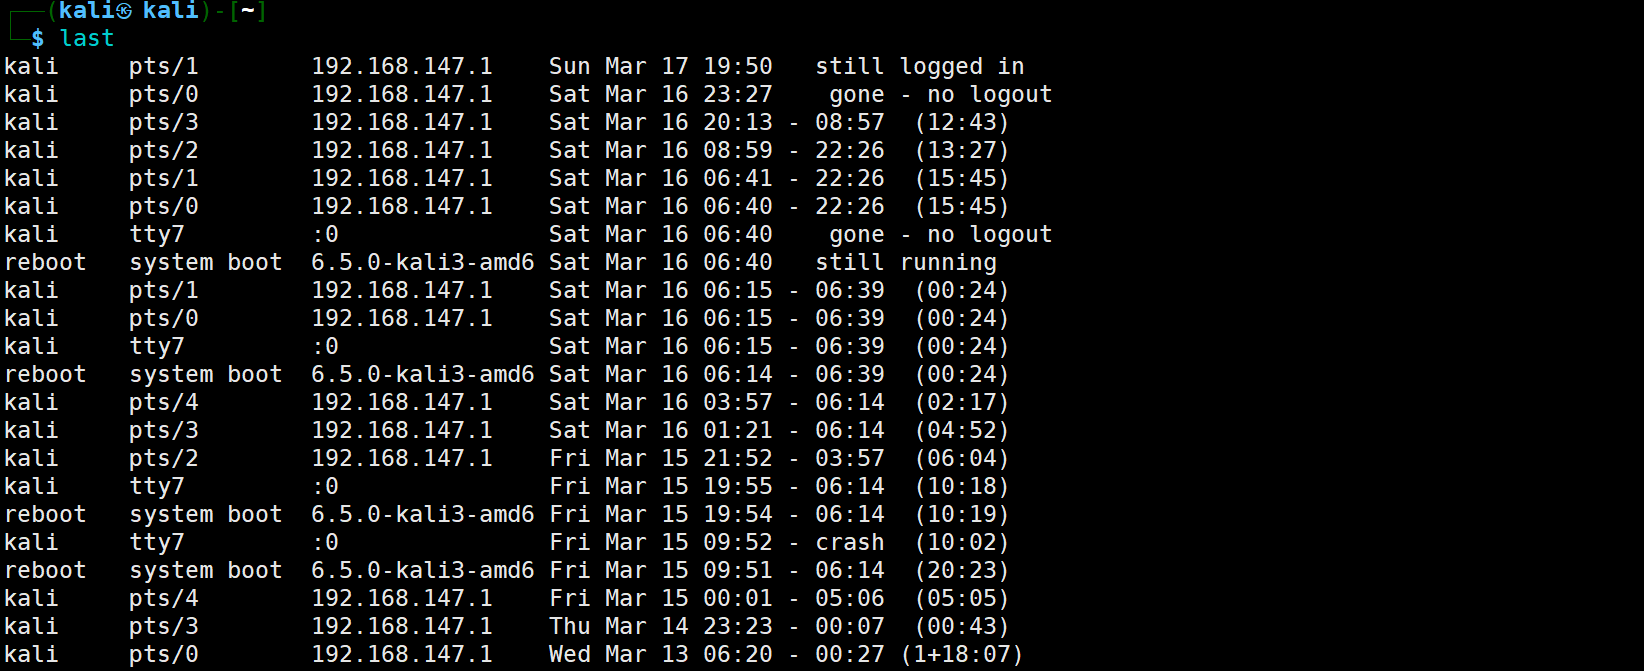 ┌──(kali㉿kali)-[~]
└─$ last
kali     pts/1        192.168.147.1    Sun Mar 17 19:50   still logged in
kali     pts/0        192.168.147.1    Sat Mar 16 23:27    gone - no logout
kali     pts/3        192.168.147.1    Sat Mar 16 20:13 - 08:57  (12:43)
kali     pts/2        192.168.147.1    Sat Mar 16 08:59 - 22:26  (13:27)
kali     pts/1        192.168.147.1    Sat Mar 16 06:41 - 22:26  (15:45)
kali     pts/0        192.168.147.1    Sat Mar 16 06:40 - 22:26  (15:45)
kali     tty7         :0               Sat Mar 16 06:40    gone - no logout
reboot   system boot  6.5.0-kali3-amd6 Sat Mar 16 06:40   still running
kali     pts/1        192.168.147.1    Sat Mar 16 06:15 - 06:39  (00:24)
kali     pts/0        192.168.147.1    Sat Mar 16 06:15 - 06:39  (00:24)
kali     tty7         :0               Sat Mar 16 06:15 - 06:39  (00:24)
reboot   system boot  6.5.0-kali3-amd6 Sat Mar 16 06:14 - 06:39  (00:24)
kali     pts/4        192.168.147.1    Sat Mar 16 03:57 - 06:14  (02:17)
kali     pts/3        192.168.147.1    Sat Mar 16 01:21 - 06:14  (04:52)
kali     pts/2        192.168.147.1    Fri Mar 15 21:52 - 03:57  (06:04)
kali     tty7         :0               Fri Mar 15 19:55 - 06:14  (10:18)
reboot   system boot  6.5.0-kali3-amd6 Fri Mar 15 19:54 - 06:14  (10:19)
kali     tty7         :0               Fri Mar 15 09:52 - crash  (10:02)
reboot   system boot  6.5.0-kali3-amd6 Fri Mar 15 09:51 - 06:14  (20:23)
kali     pts/4        192.168.147.1    Fri Mar 15 00:01 - 05:06  (05:05)
kali     pts/3        192.168.147.1    Thu Mar 14 23:23 - 00:07  (00:43)
kali     pts/0        192.168.147.1    Wed Mar 13 06:20 - 00:27 (1+18:07)